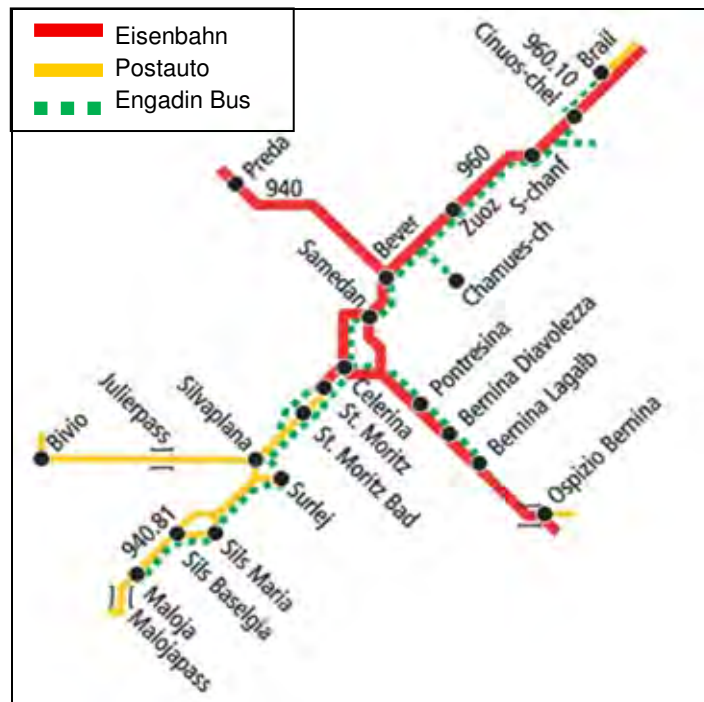 Eisenbahn
Postauto
Engadin Bus
960.10
Brail
Cinuos-chel
960
S-chanf
Zuoz
Preda
940
Bever
Chamues-ch
Samedan
Pontresina
Bernina Diavolezza
Bernina Lagalb
Ospizio Bernina
Celerina
St. Moritz
St. Moritz Bad
Silvaplana
Julierpass
Bivio
Surlej
940.81
Sils Maria
Sils Baselgia
Maloja
Malojapass